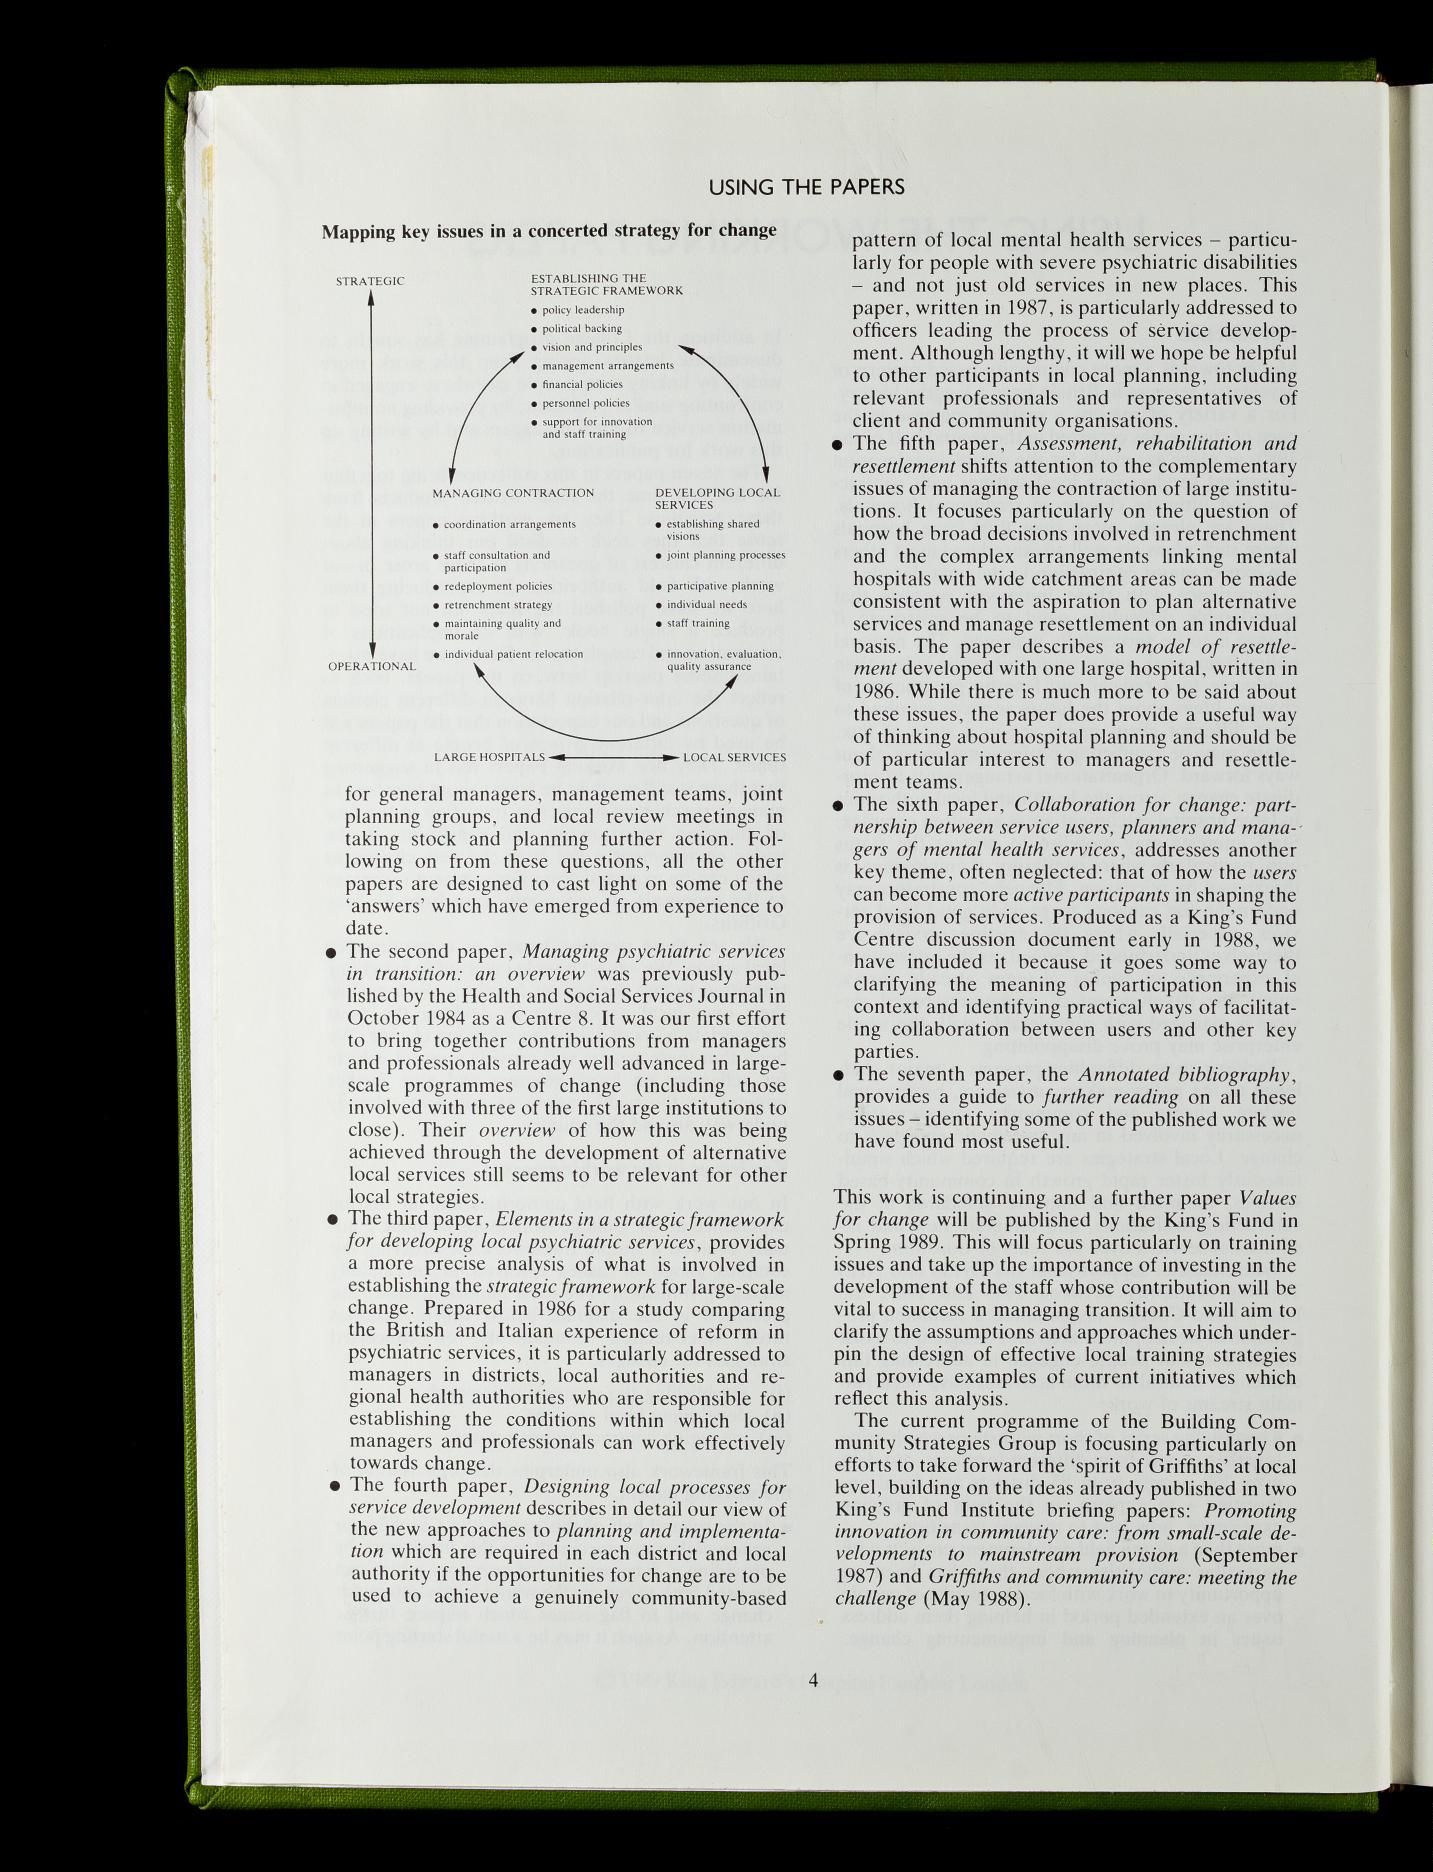 USING THE PAPERS
Mapping key issues in a concerted strategy for change
STRATEGIC
ESTABLISHING THE
STRATEGIC FRAMEWORK
• policy leadership
• political backing
• vision and principles
• management arrangements
• financial policies
• personnel policies
• support for innovation
and staff training
MANAGING CONTRACTION
• coordination arrangements
• staff consultation and
participation
• redeployment policies
• retrenchment strategy
• maintaining quality and
morale
• individual patient relocation
DEVELOPING LOCAL
SERVICES
• establishing shared
visions
• joint planning processes
• participative planning
• individual needs
• staff training
• innovation, evaluation,
quality assurance
OPERATIONAL
LARGE HOSPITALS
LOCAL SERVICES
for general managers, management teams, joint
planning groups, and local review meetings in
taking stock and planning further action. Fol-
lowing on from these questions, all the other
papers are designed to cast light on some of the
‘answers’ which have emerged from experience to
date.
• The second paper, Managing psychiatric services
in transition: an overview was previously pub-
lished by the Health and Social Services Journal in
October 1984 as a Centre 8. It was our first effort
to bring together contributions from managers
and professionals already well advanced in large-
scale programmes of change (including those
involved with three of the first large institutions to
close). Their overview of how this was being
achieved through the development of alternative
local services still seems to be relevant for other
local strategies.
• The third paper, Elements in a strategic framework
for developing local psychiatric services, provides
a more precise analysis of what is involved in
establishing the strategic framework for large-scale
change. Prepared in 1986 for a study comparing
the British and Italian experience of reform in
psychiatric services, it is particularly addressed to
managers in districts, local authorities and re-
gional health authorities who are responsible for
establishing the conditions within which local
managers and professionals can work effectively
towards change.
• The fourth paper, Designing local processes for
service development describes in detail our view of
the new approaches to planning and implementa-
tion which are required in each district and local
authority if the opportunities for change are to be
used to achieve a genuinely community-based
pattern of local mental health services – particu-
larly for people with severe psychiatric disabilities
– and not just old services in new places. This
paper, written in 1987, is particularly addressed to
officers leading the process of service develop-
ment. Although lengthy, it will we hope be helpful
to other participants in local planning, including
relevant professionals and representatives of
client and community organisations.
• The fifth paper, Assessment, rehabilitation and
resettlement shifts attention to the complementary
issues of managing the contraction of large institu-
tions. It focuses particularly on the question of
how the broad decisions involved in retrenchment
and the complex arrangements linking mental
hospitals with wide catchment areas can be made
consistent with the aspiration to plan alternative
services and manage resettlement on an individual
basis. The paper describes a model of resettle-
ment developed with one large hospital, written in
1986. While there is much more to be said about
these issues, the paper does provide a useful way
of thinking about hospital planning and should be
of particular interest to managers and resettle-
ment teams.
• The sixth paper, Collaboration for change: part-
nership between service users, planners and mana-
gers of mental health services, addresses another
key theme, often neglected: that of how the users
can become more active participants in shaping the
provision of services. Produced as a King’s Fund
Centre discussion document early in 1988, we
have included it because it goes some way to
clarifying the meaning of participation in this
context and identifying practical ways of facilitat-
ing collaboration between users and other key
parties.
• The seventh paper, the Annotated bibliography,
provides a guide to further reading on all these
issues – identifying some of the published work we
have found most useful.
This work is continuing and a further paper Values
for change will be published by the King’s Fund in
Spring 1989. This will focus particularly on training
issues and take up the importance of investing in the
development of the staff whose contribution will be
vital to success in managing transition. It will aim to
clarify the assumptions and approaches which under-
pin the design of effective local training strategies
and provide examples of current initiatives which
reflect this analysis.
The current programme of the Building Com-
munity Strategies Group is focusing particularly on
efforts to take forward the ‘spirit of Griffiths’ at local
level, building on the ideas already published in two
King’s Fund Institute briefing papers: Promoting
innovation in community care: from small-scale de-
velopments to mainstream provision (September
1987) and Griffiths and community care: meeting the
challenge (May 1988).
4